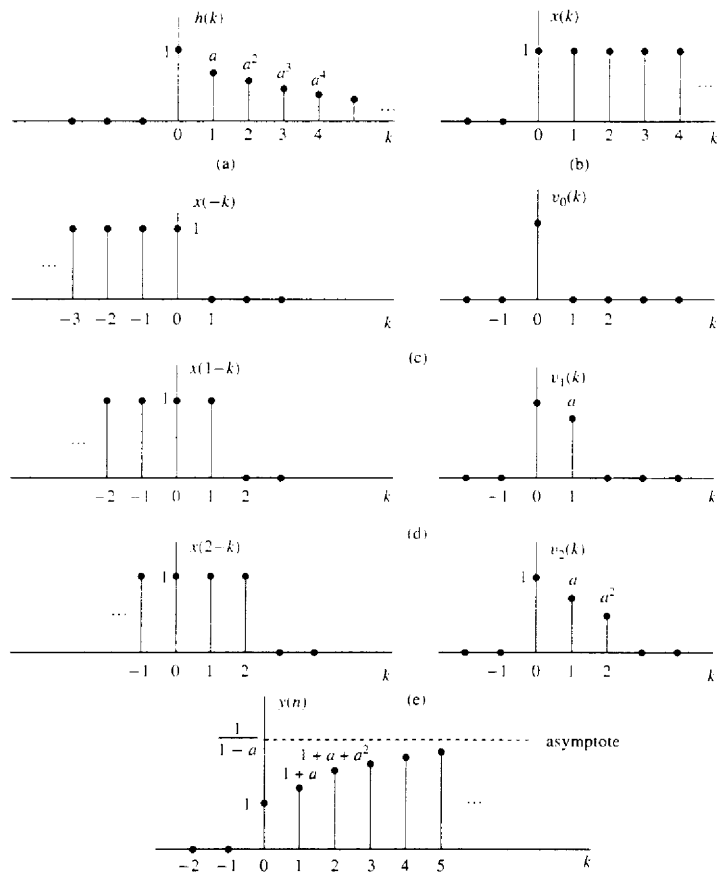 h(k)
1 a a² a³ a⁴ ...
0 1 2 3 4 k
(a)
x(k)
1 ...
0 1 2 3 4 k
(b)
x(−k)
1
...
−3 −2 −1 0 1 k
v₀(k)
−1 0 1 2 k
(c)
x(1−k)
1
...
−2 −1 0 1 2 k
v₁(k)
a
−1 0 1 k
(d)
x(2−k)
1
...
−1 0 1 2 k
v₂(k)
1 a a²
−1 0 1 2 k
(e)
y(n)
1/(1 − a) asymptote
1 + a + a²
1 + a
1 ...
−2 −1 0 1 2 3 4 5 k